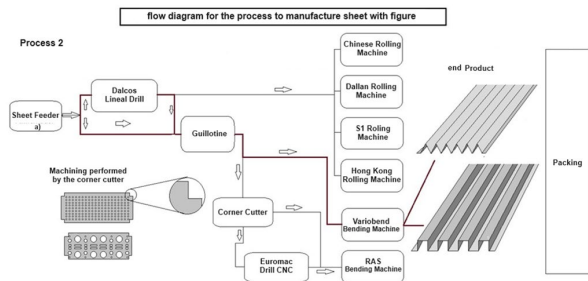 flow diagram for the process to manufacture sheet with figure
Process 2
Chinese Rolling
Machine
Dalcos
Lineal Drill
Dallan Rolling
Machine
end Product
Sheet Feeder
a)
Guillotine
S1 Roling
Machine
Machining performed
by the corner cutter
Hong Kong
Rolling Machine
Packing
Corner Cutter
Variobend
Bending Machine
Euromac
Drill CNC
RAS
Bending Machine